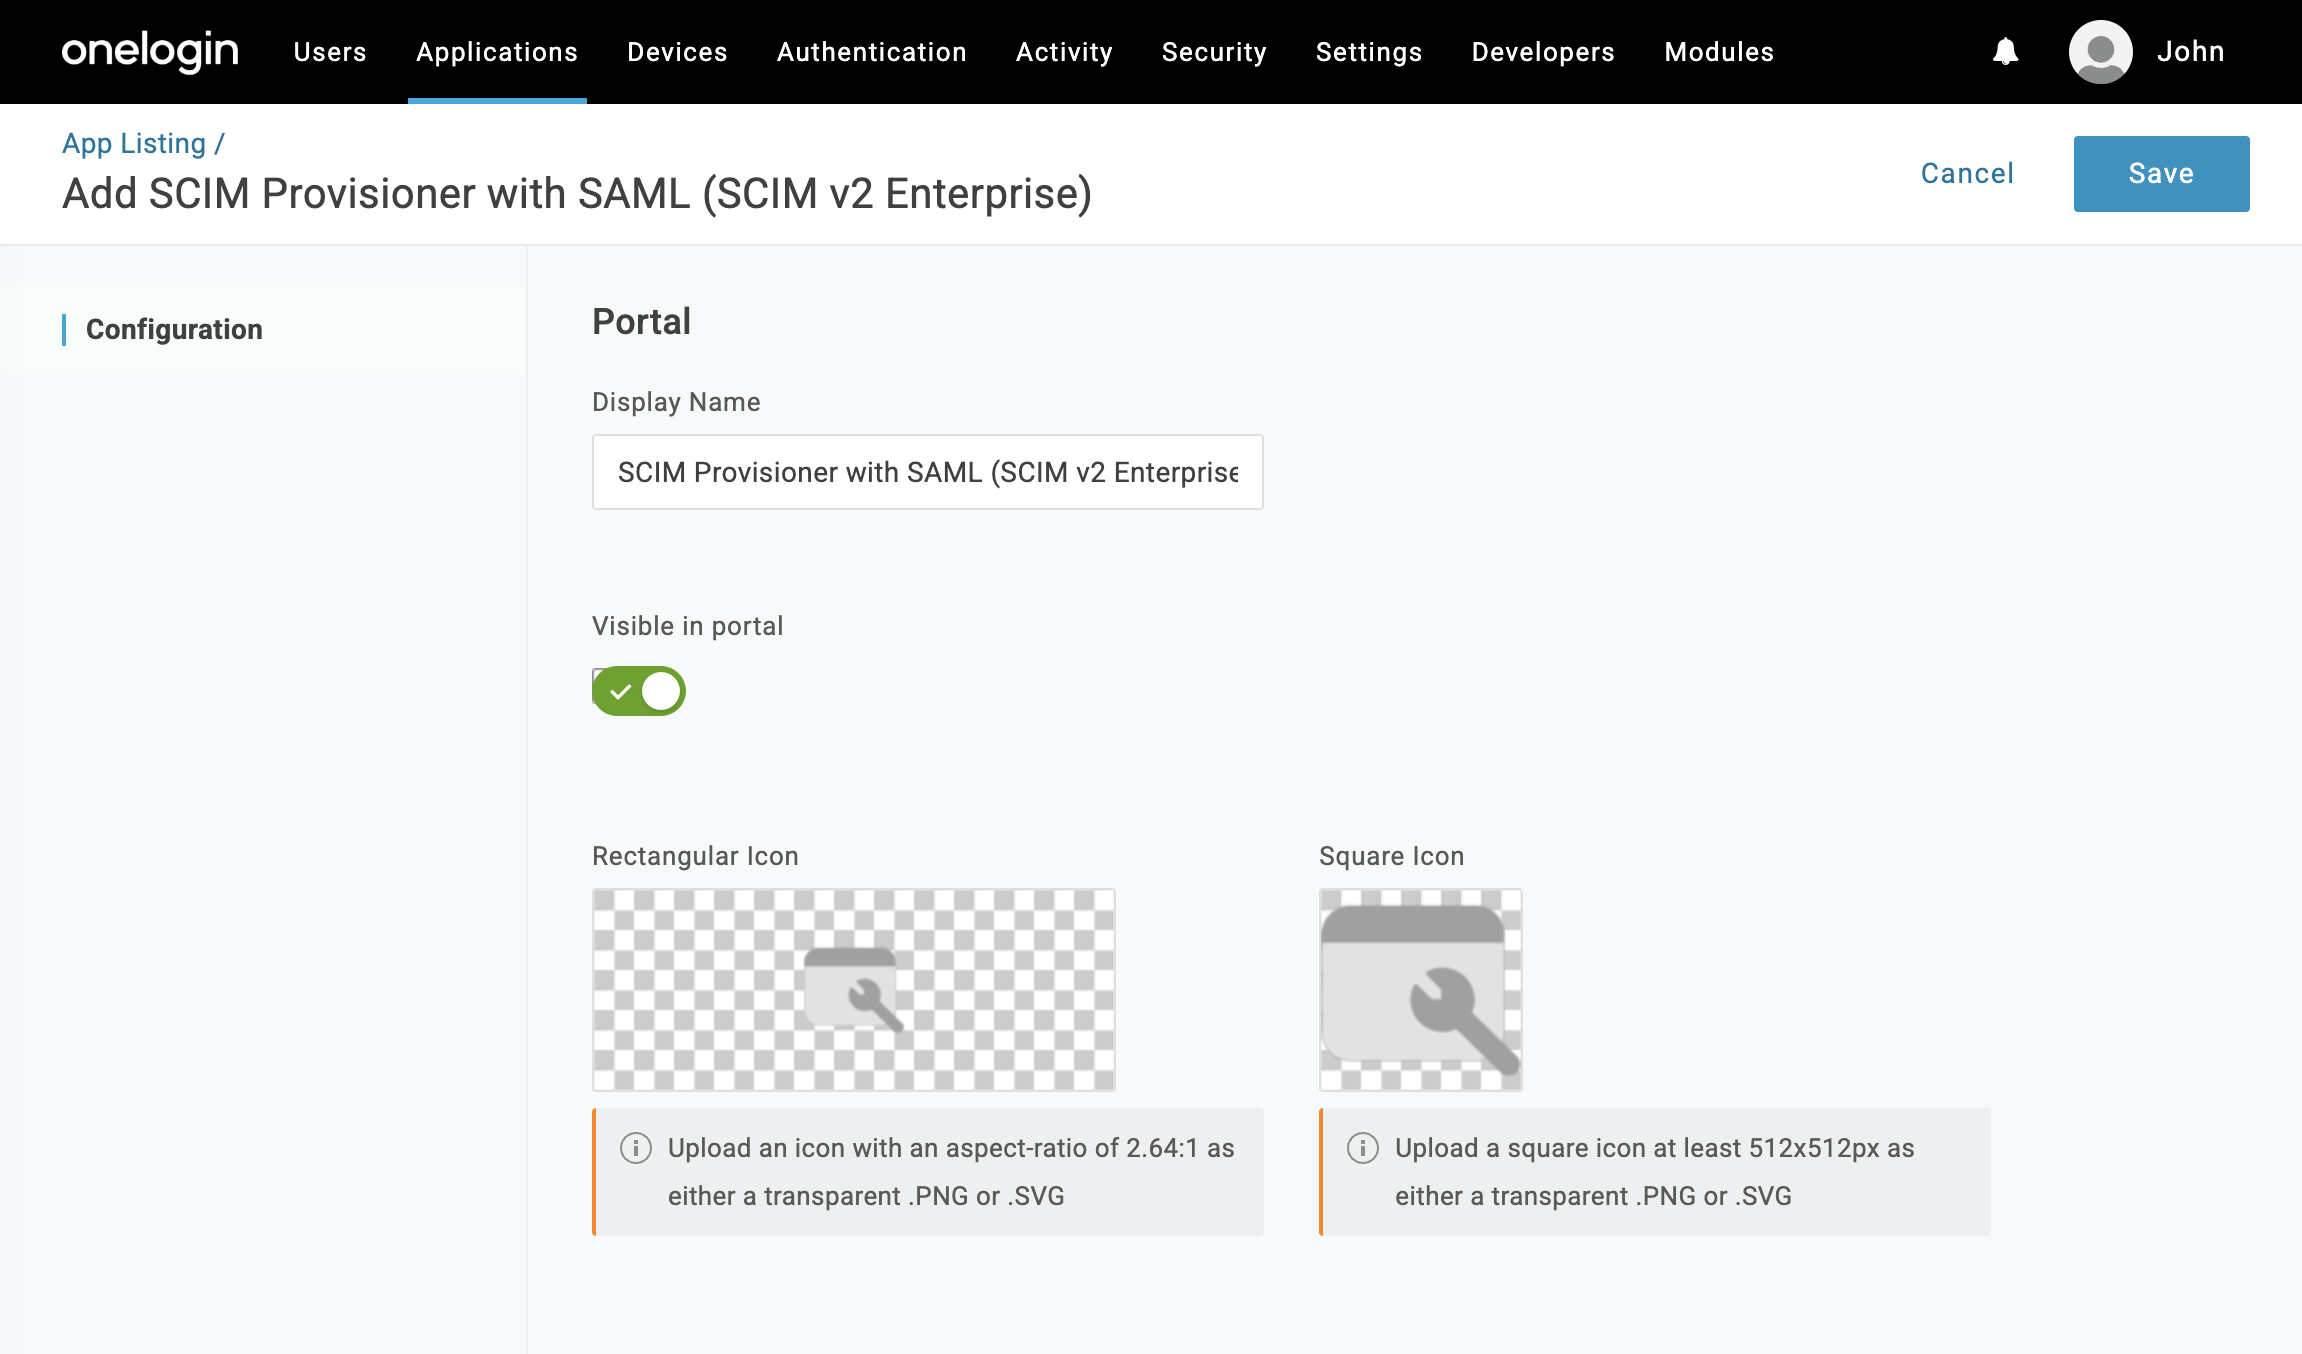 onelogin Users Applications Devices Authentication Activity Security Settings Developers Modules John
App Listing /
Add SCIM Provisioner with SAML (SCIM v2 Enterprise)
Cancel Save
Configuration
Portal
Display Name
SCIM Provisioner with SAML (SCIM v2 Enterprise
Visible in portal
Rectangular Icon
Square Icon
Upload an icon with an aspect-ratio of 2.64:1 as
either a transparent .PNG or .SVG
Upload a square icon at least 512x512px as
either a transparent .PNG or .SVG